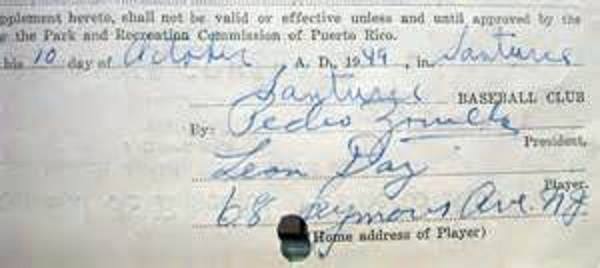 pplement hereto, shall not be valid or effective unless and until approved by the
e the Park and Recreation Commission of Puerto Rico.
his 10 day of October , A. D., 1949 , in Santurce
Santurce BASEBALL CLUB
By: Pedro Zorrilla
President.
Leon Day
Player.
68 Seymours Ave. NJ.
(Home address of Player)